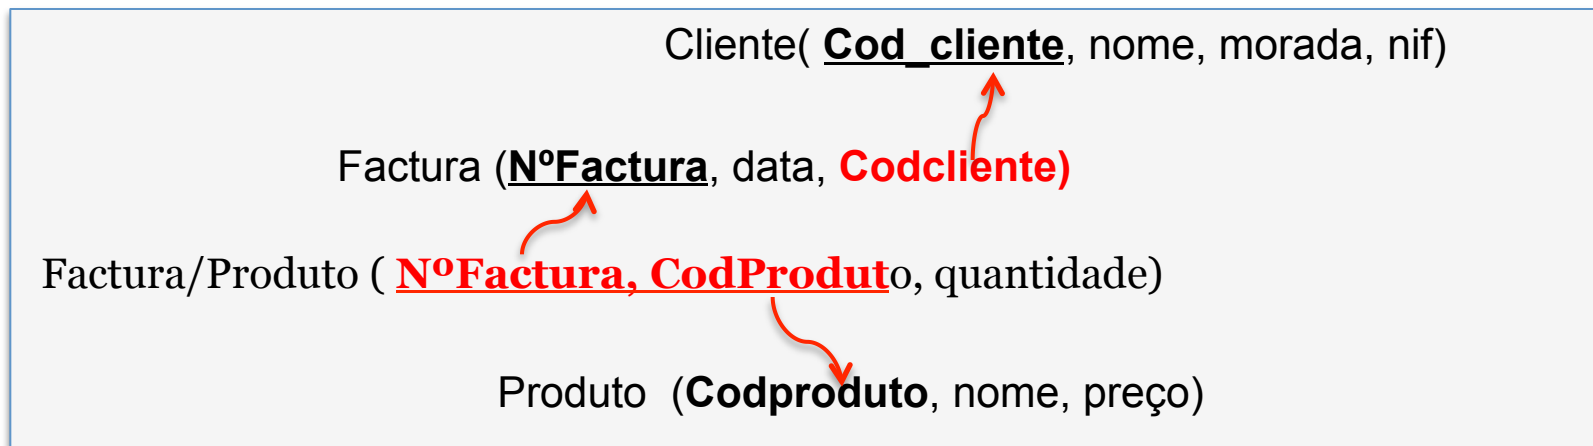 Cliente( Cod_cliente, nome, morada, nif)
Factura (NºFactura, data, Codcliente)
Factura/Produto ( NºFactura, CodProduto, quantidade)
Produto (Codproduto, nome, preço)